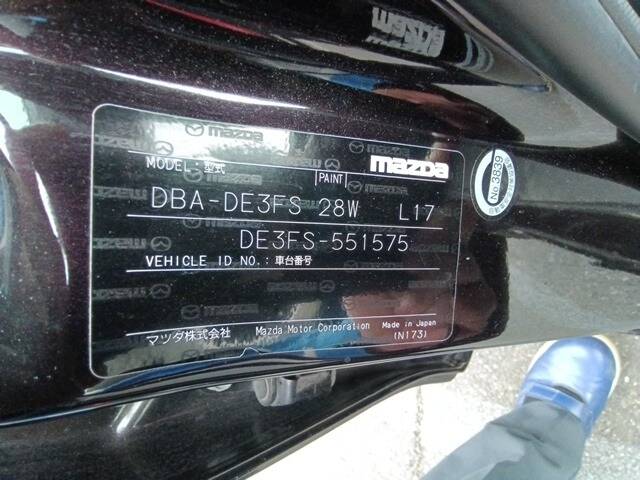 mazda
MODEL: 型式
PAINT
mazda
DBA-DE3FS 28W L17
DE3FS-551575
VEHICLE ID NO.: 車台番号
マツダ株式会社 Mazda Motor Corporation Made in Japan
(N173)
No 3839